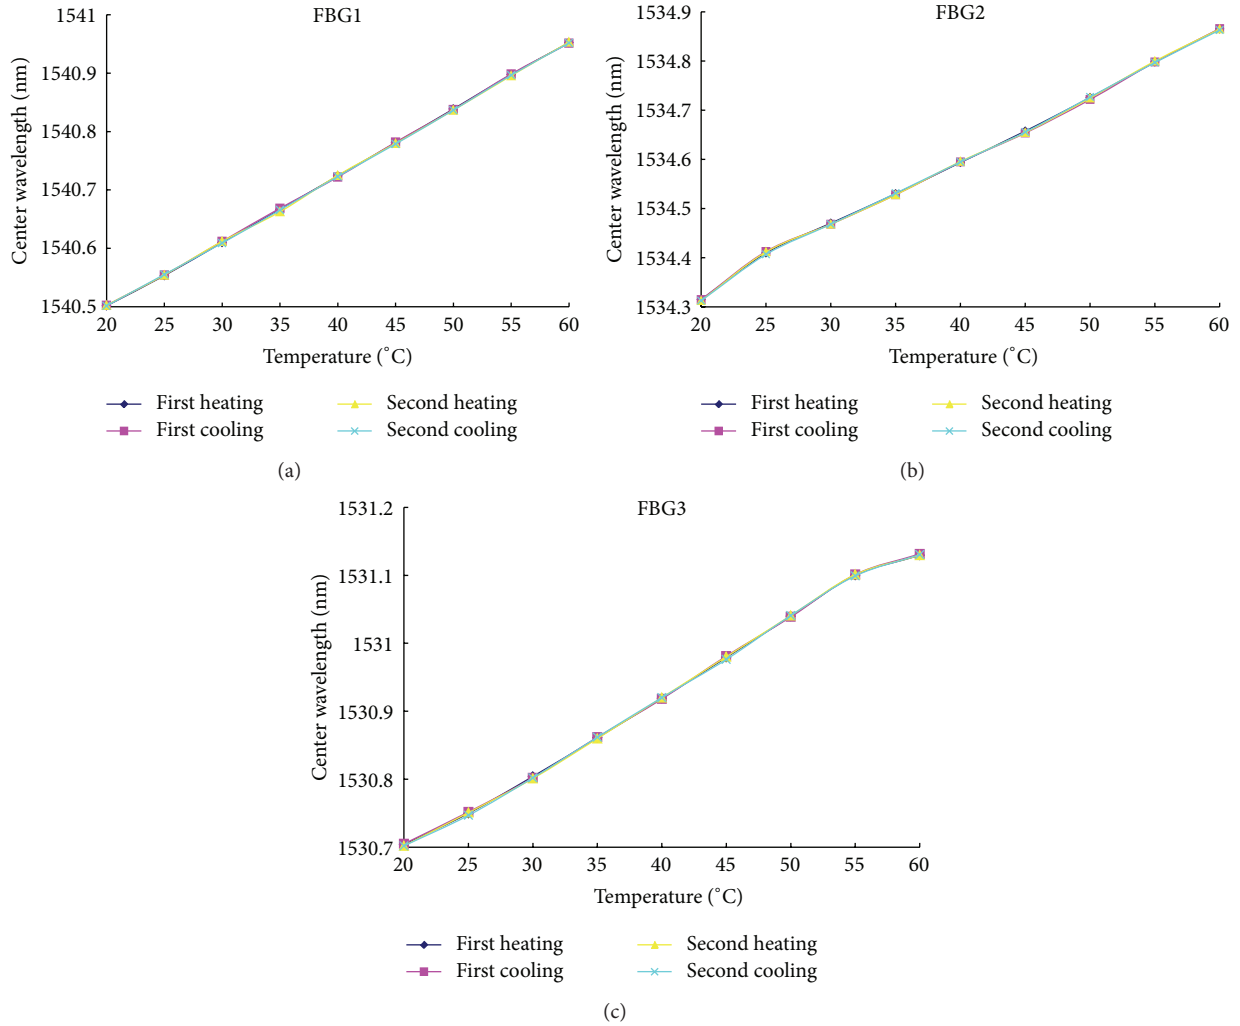 FBG1
1541
1540.9
1540.8
1540.7
1540.6
1540.5
Center wavelength (nm)
20 25 30 35 40 45 50 55 60
Temperature (˚C)
First heating Second heating
First cooling Second cooling
(a)
FBG2
1534.9
1534.8
1534.7
1534.6
1534.5
1534.4
1534.3
Center wavelength (nm)
20 25 30 35 40 45 50 55 60
Temperature (˚C)
First heating Second heating
First cooling Second cooling
(b)
FBG3
1531.2
1531.1
1531
1530.9
1530.8
1530.7
Center wavelength (nm)
20 25 30 35 40 45 50 55 60
Temperature (˚C)
First heating Second heating
First cooling Second cooling
(c)